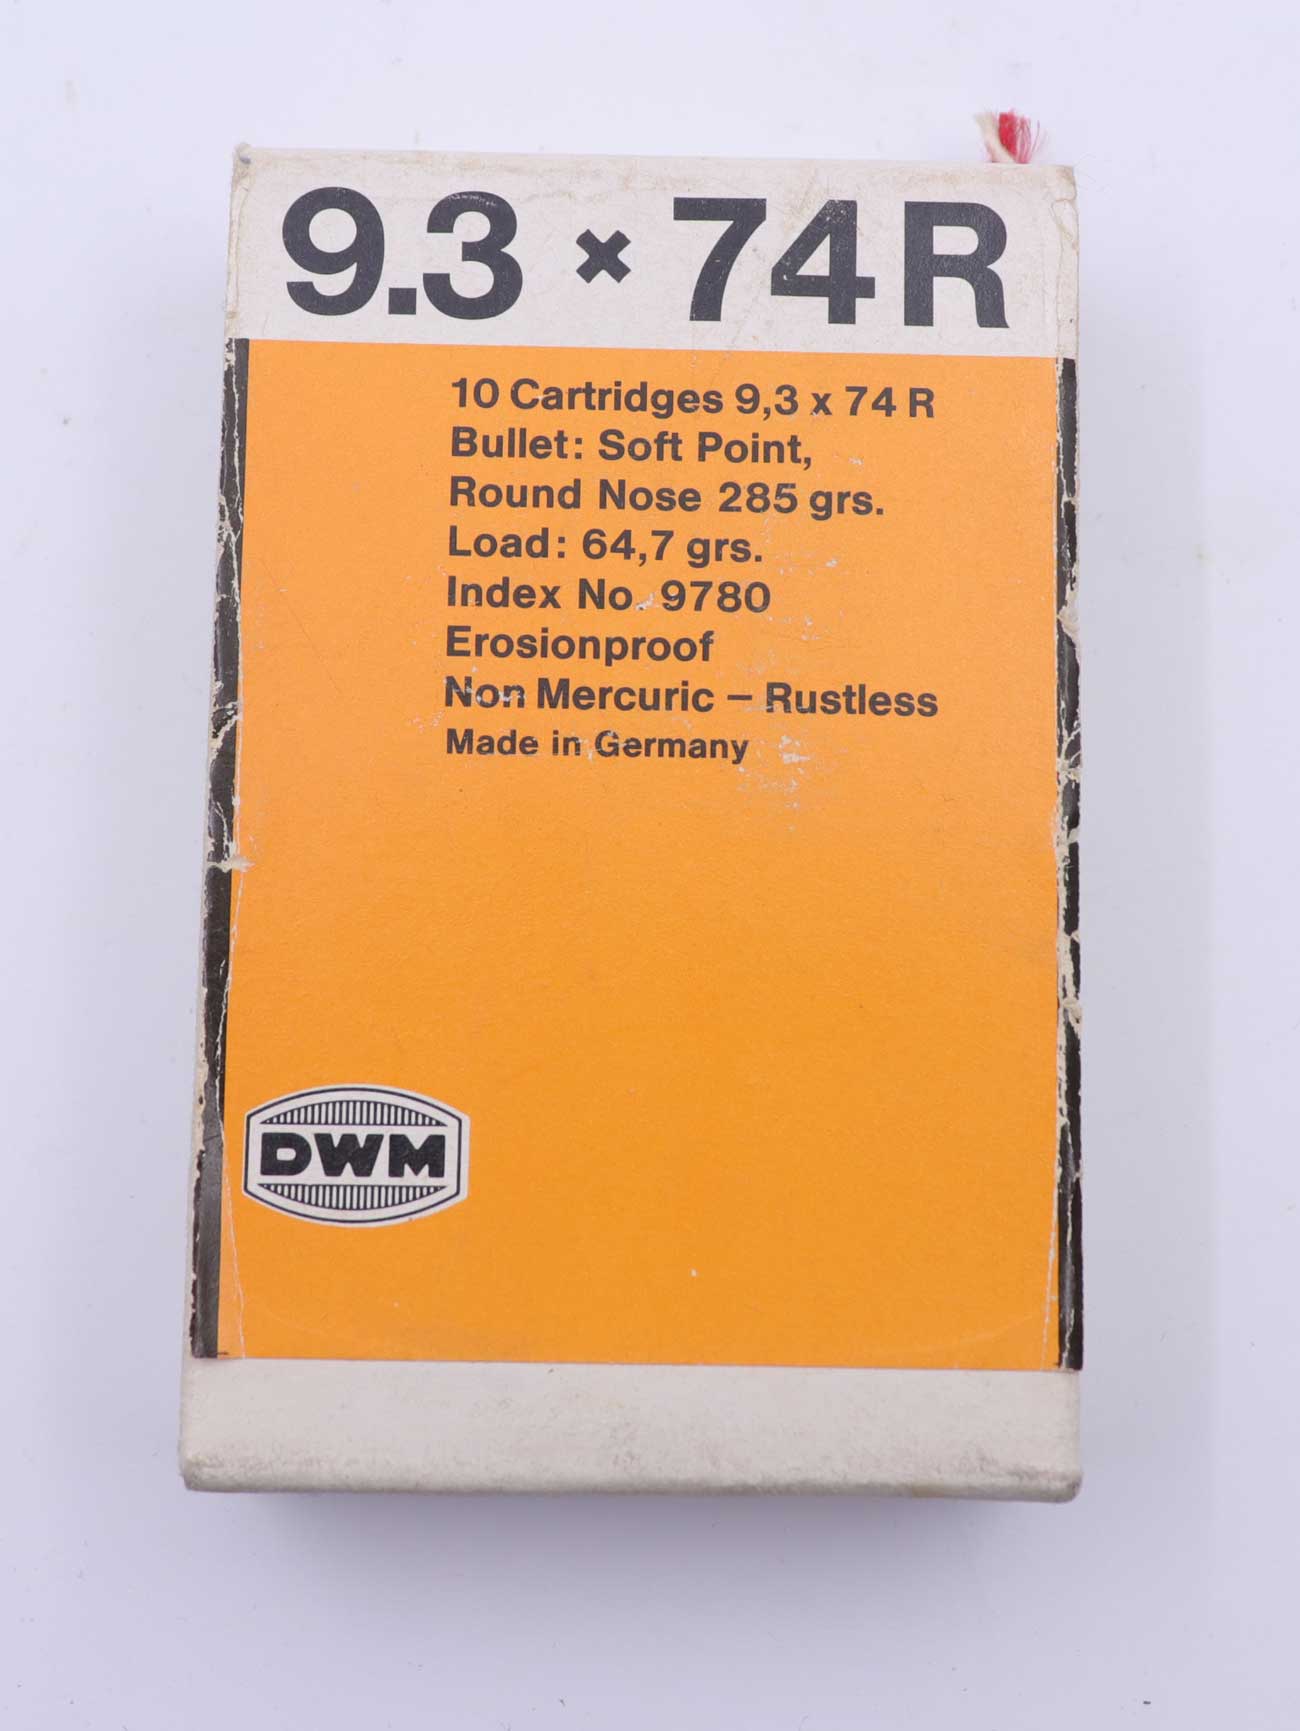 9.3 × 74 R
10 Cartridges 9,3 x 74 R
Bullet: Soft Point,
Round Nose 285 grs.
Load: 64,7 grs.
Index No. 9780
Erosionproof
Non Mercuric – Rustless
Made in Germany
DWM